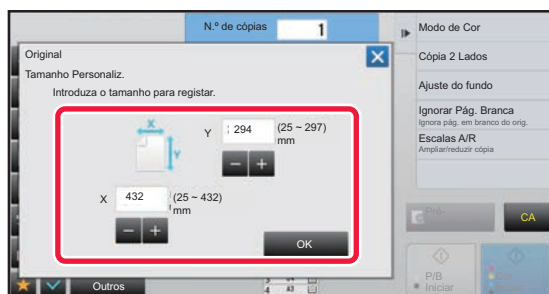 N.º de cópias 1
Original
Tamanho Personaliz.
Introduza o tamanho para registar.
X
Y
Y 294 (25 ~ 297)
mm
X 432 (25 ~ 432)
mm
OK
Modo de Cor
Cópia 2 Lados
Ajuste do fundo
Ignorar Pág. Branca
Ignora pág. em branco do orig.
Escalas A/R
Ampliar/reduzir cópia
CA
P/B
Iniciar
Outros
4 A3